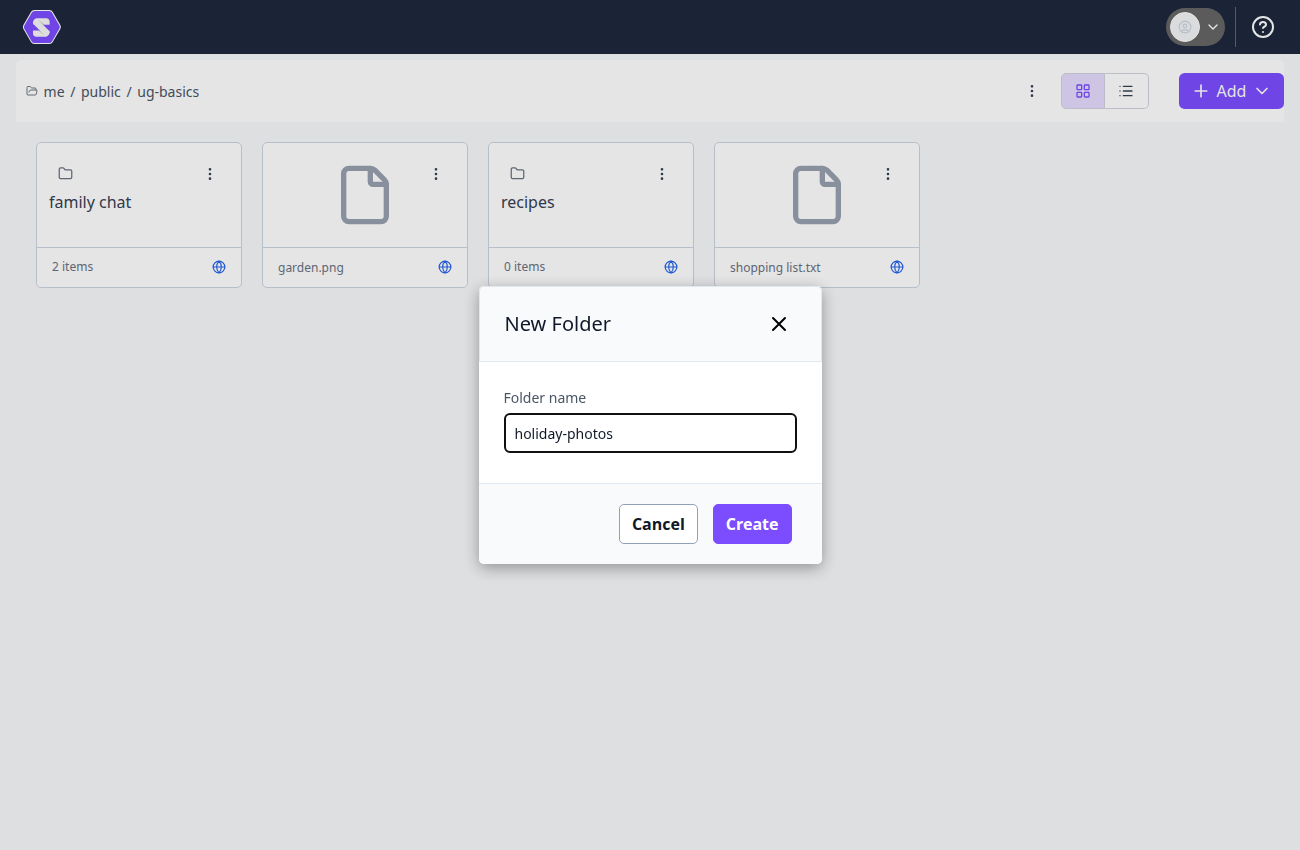 me / public / ug-basics
Add
family chat
recipes
2 items
garden.png
0 items
shopping list.txt
New Folder
Folder name
holiday-photos
Cancel
Create